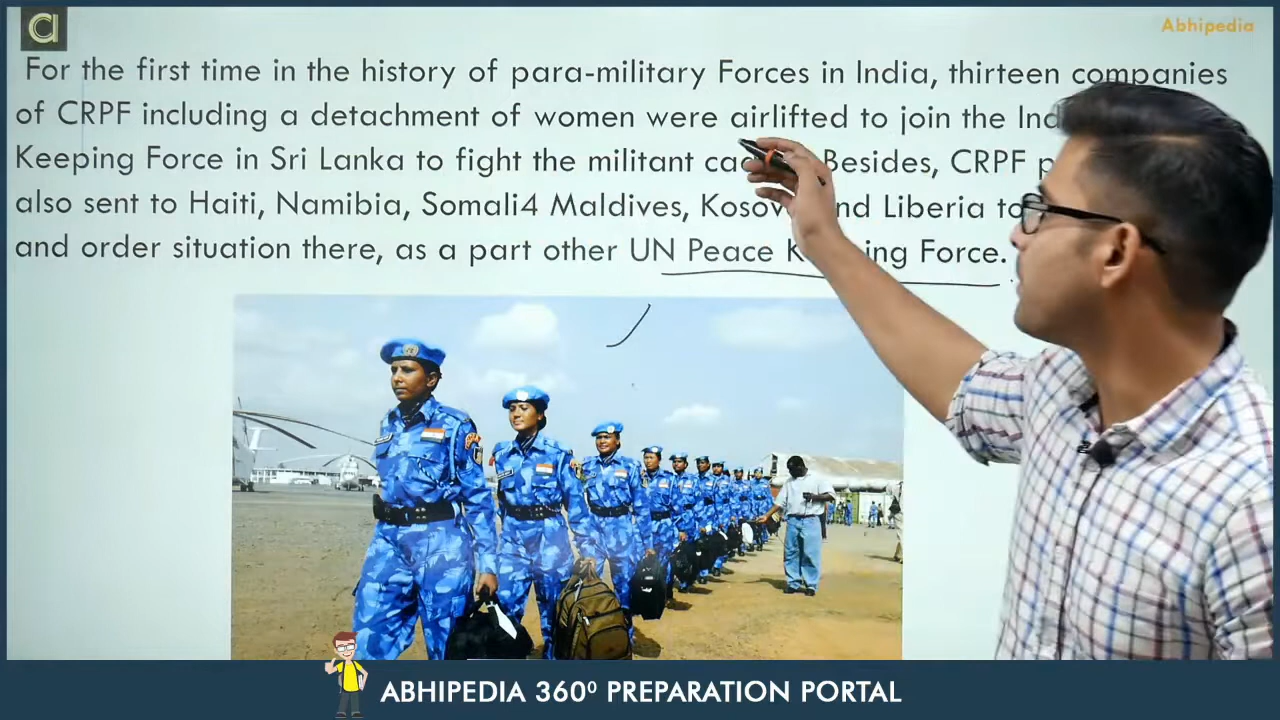 Abhipedia
For the first time in the history of para-military Forces in India, thirteen companies
of CRPF including a detachment of women were airlifted to join the Ind
Keeping Force in Sri Lanka to fight the militant Besides, CRPF
also sent to Haiti, Namibia, Somali4 Maldives, Kosov nd Liberia to
and order situation there, as a part other UN Peace K ing Force.
ABHIPEDIA 360⁰ PREPARATION PORTAL